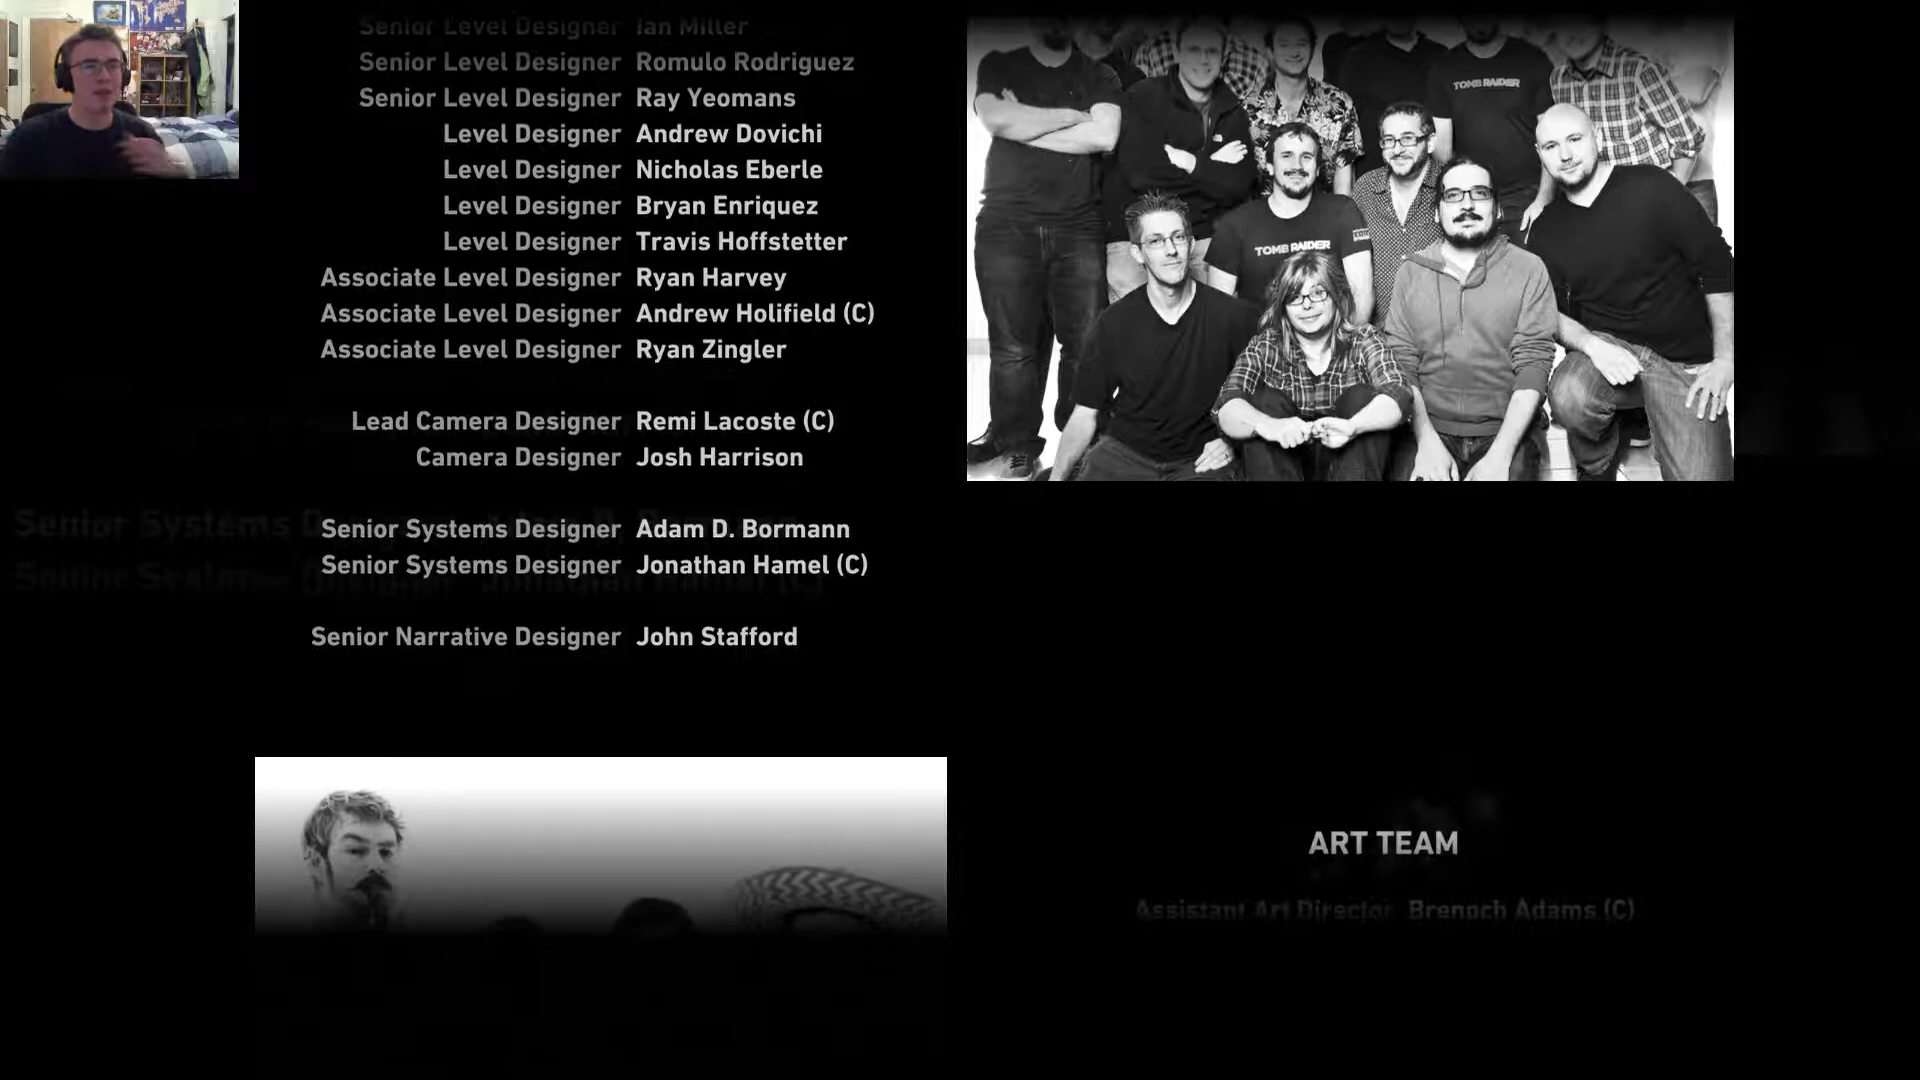 Senior Level Designer Ian Miller
Senior Level Designer Romulo Rodriguez
Senior Level Designer Ray Yeomans
Level Designer Andrew Dovichi
Level Designer Nicholas Eberle
Level Designer Bryan Enriquez
Level Designer Travis Hoffstetter
Associate Level Designer Ryan Harvey
Associate Level Designer Andrew Holifield (C)
Associate Level Designer Ryan Zingler
Lead Camera Designer Remi Lacoste (C)
Camera Designer Josh Harrison
Senior Systems Designer Adam D. Bormann
Senior Systems Designer Jonathan Hamel (C)
Senior Narrative Designer John Stafford
TOMB RAIDER
TOMB RAIDER
ART TEAM
Assistant Art Director Brenoch Adams (C)